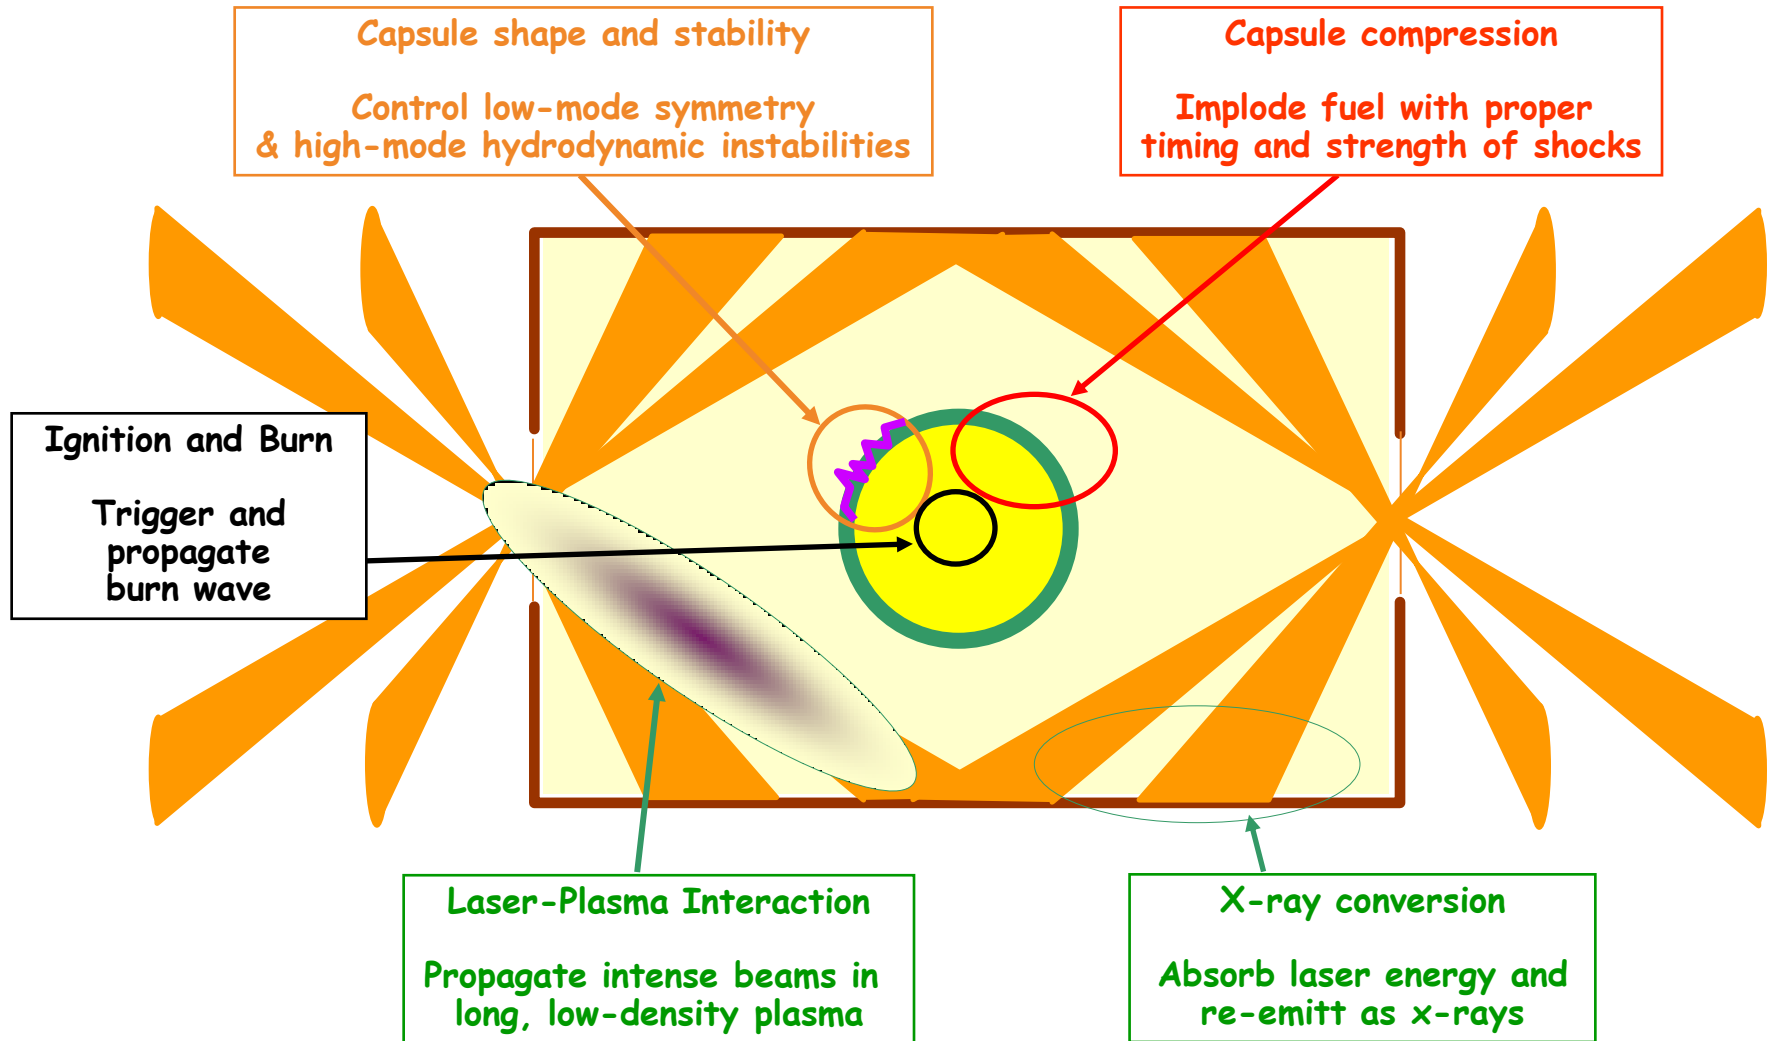 Capsule shape and stability
Control low-mode symmetry
& high-mode hydrodynamic instabilities
Capsule compression
Implode fuel with proper
timing and strength of shocks
Ignition and Burn
Trigger and
propagate
burn wave
Laser-Plasma Interaction
Propagate intense beams in
long, low-density plasma
X-ray conversion
Absorb laser energy and
re-emitt as x-rays